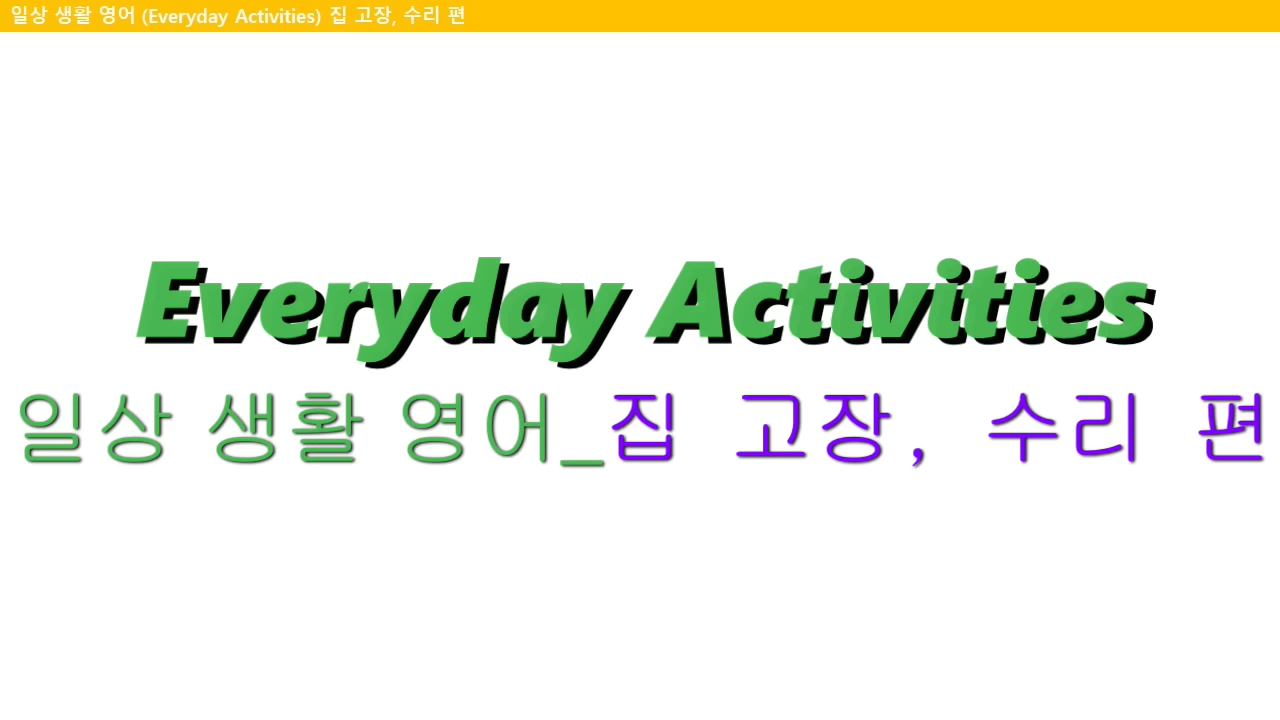 일상 생활 영어 (Everyday Activities) 집 고장, 수리 편
Everyday Activities
일상 생활 영어_집 고장, 수리 편